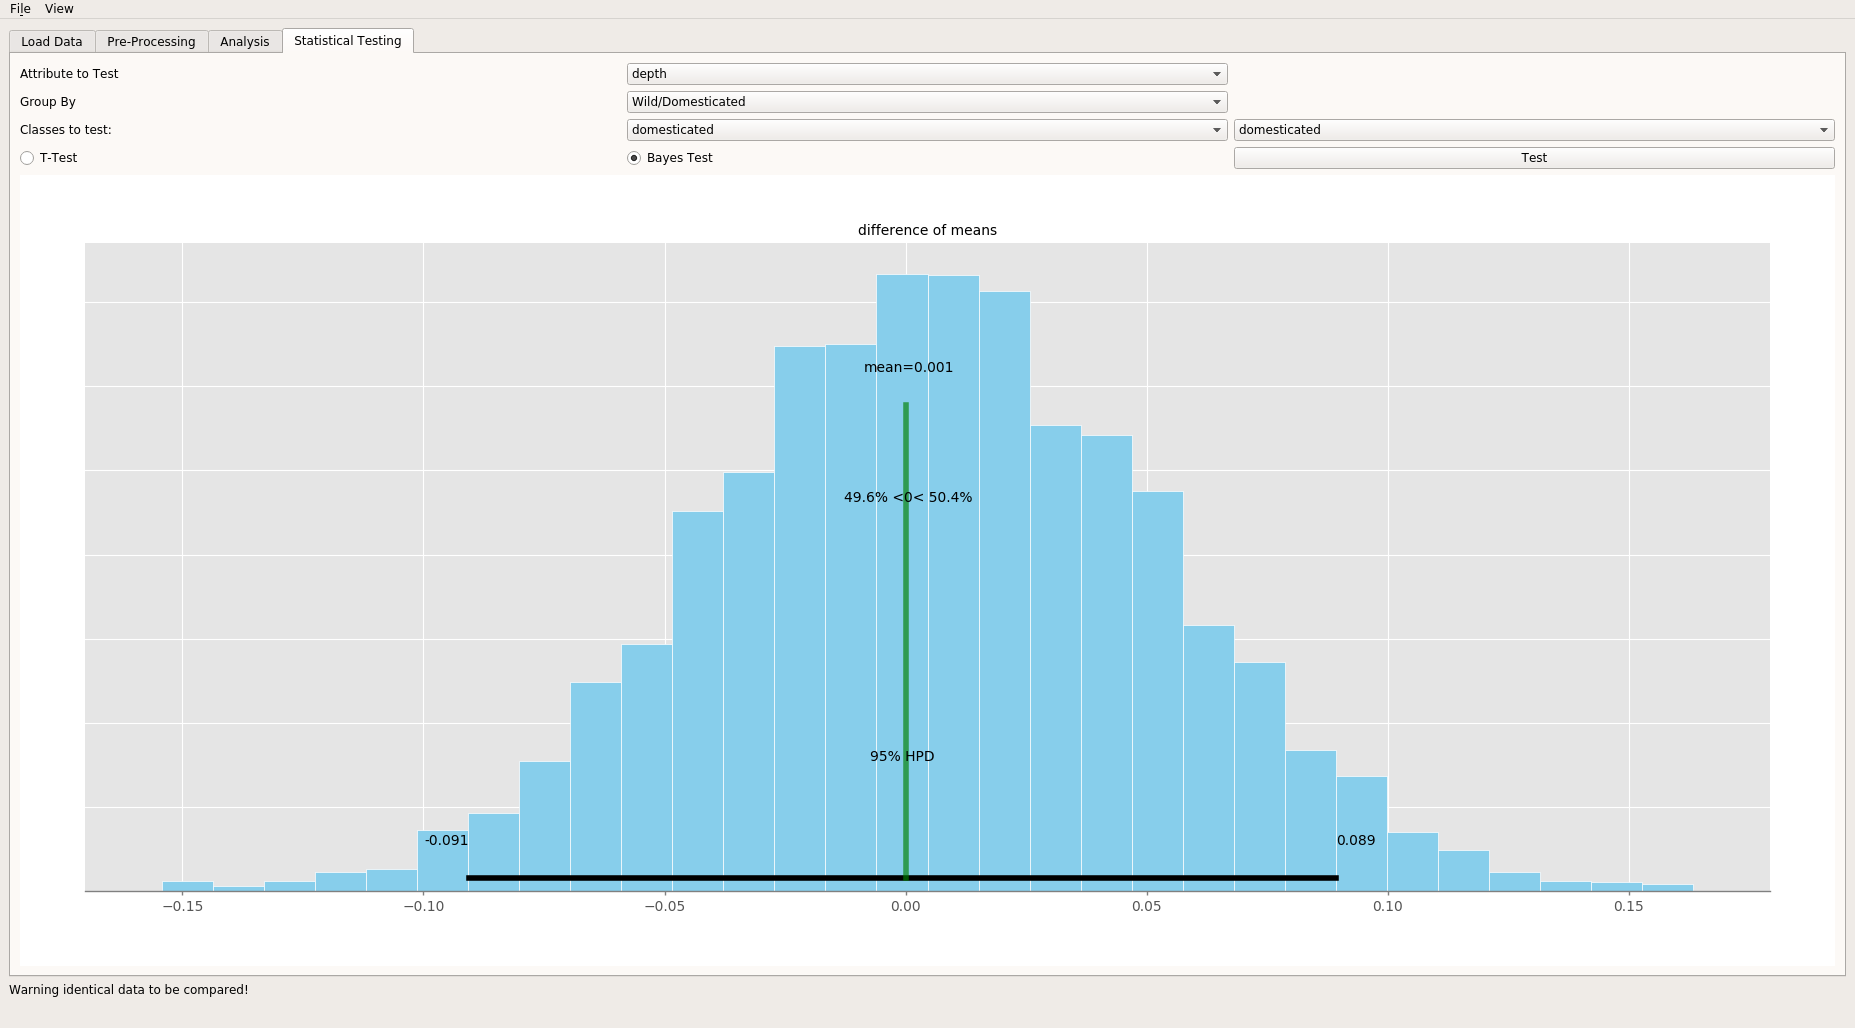 File View
Load Data Pre-Processing Analysis Statistical Testing
Attribute to Test depth
Group By Wild/Domesticated
Classes to test: domesticated domesticated
T-Test Bayes Test Test
difference of means
mean=0.001
49.6% <0< 50.4%
95% HPD
-0.091 0.089
−0.15 −0.10 −0.05 0.00 0.05 0.10 0.15
Warning identical data to be compared!